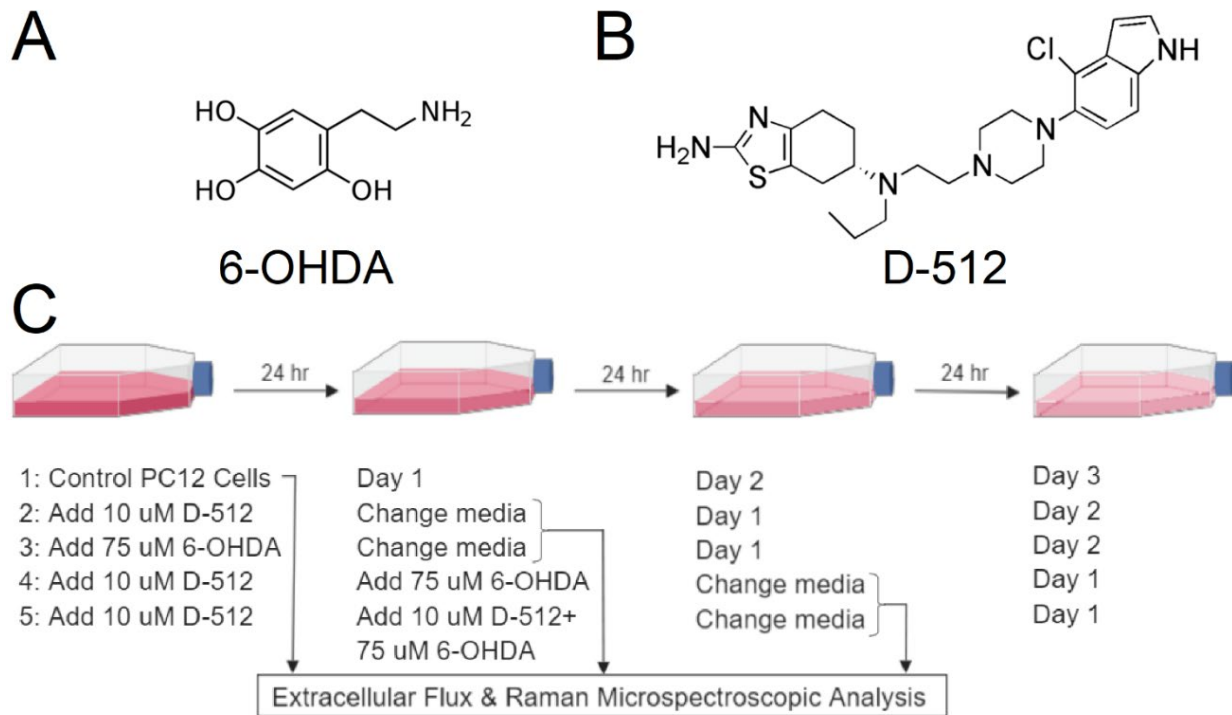 A
HO
NH2
HO
OH
6-OHDA
B
Cl
NH
N
N
N
H2N
S
N
D-512
C
24 hr
24 hr
24 hr
1: Control PC12 Cells
2: Add 10 uM D-512
3: Add 75 uM 6-OHDA
4: Add 10 uM D-512
5: Add 10 uM D-512
Day 1
Change media
Change media
Add 75 uM 6-OHDA
Add 10 uM D-512+
75 uM 6-OHDA
Day 2
Day 1
Day 1
Change media
Change media
Day 3
Day 2
Day 2
Day 1
Day 1
Extracellular Flux & Raman Microspectroscopic Analysis